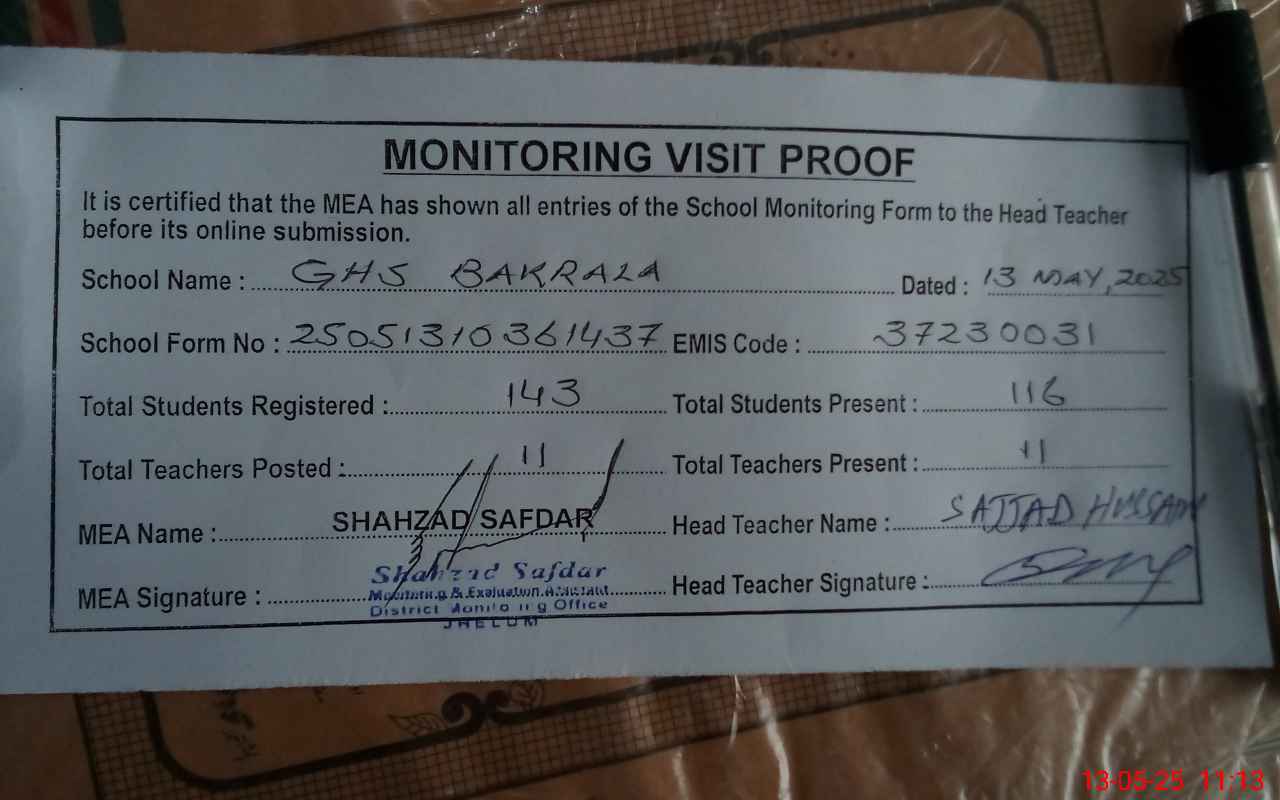 MONITORING VISIT PROOF
It is certified that the MEA has shown all entries of the School Monitoring Form to the Head Teacher
before its online submission.
School Name : GHS BAKRALA Dated : 13 MAY, 2025
School Form No : 25051310361437 EMIS Code : 37230031
Total Students Registered : 143 Total Students Present : 116
Total Teachers Posted : 11 Total Teachers Present : 11
MEA Name : SHAHZAD SAFDAR Head Teacher Name : SAJJAD HUSSAIN
MEA Signature : Head Teacher Signature :
Shahzad Safdar
Monitoring & Evaluation Assistant
District Monitoring Office
JHELUM
13-05-25 11:13